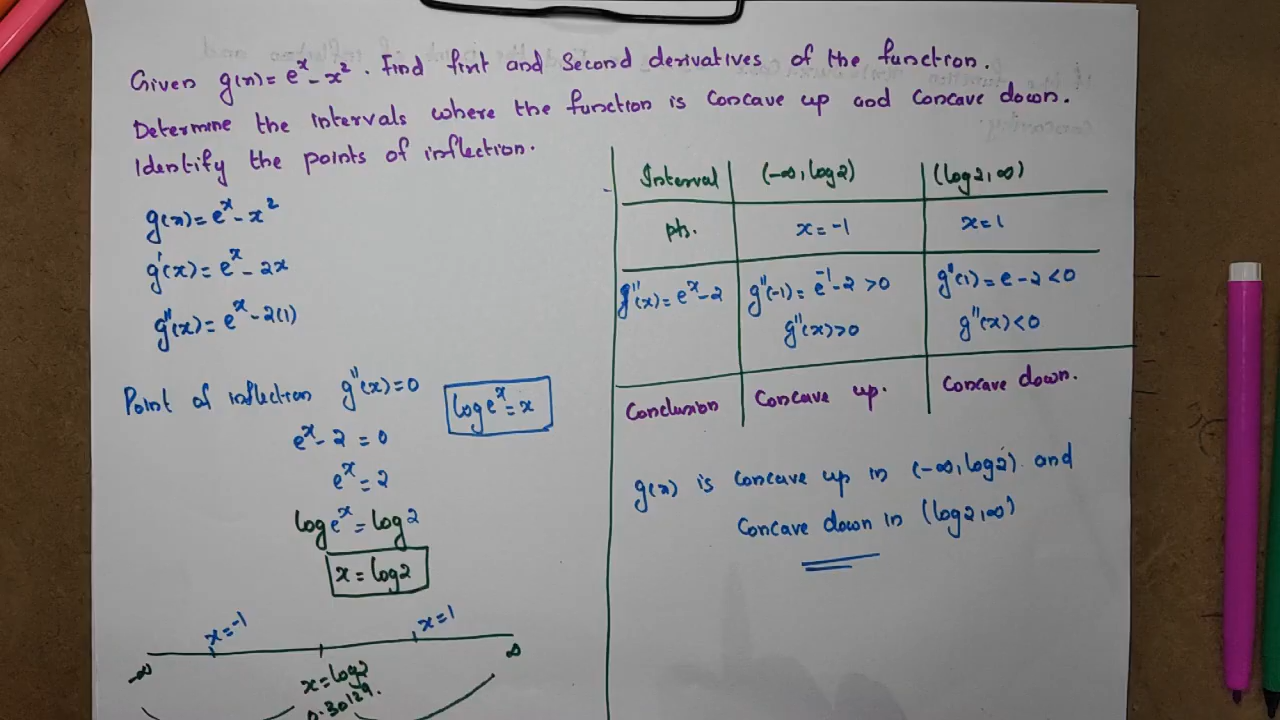 Given g(x) = e^x - x^2. Find first and Second derivatives of the function.
Determine the intervals where the function is concave up and concave down.
Identify the points of inflection.
g(x) = e^x - x^2
g'(x) = e^x - 2x
g''(x) = e^x - 2(1)
Point of inflection g''(x) = 0
log e^x = x
e^x - 2 = 0
e^x = 2
log e^x = log 2
x = log 2
x = -1 x = 1
-∞ x = log 2 ∞
0.30129.
Interval (-∞, log 2) (log 2, ∞)
pts. x = -1 x = 1
g''(x) = e^x - 2 g''(-1) = e^-1 - 2 > 0 g''(1) = e - 2 < 0
g''(x) > 0 g''(x) < 0
Conclusion Concave up. Concave down.
g(x) is concave up in (-∞, log 2) and
concave down in (log 2, ∞)